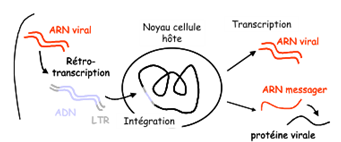 ARN viral
Rétro-
transcription
ADN
LTR
Noyau cellule
hôte
Intégration
Transcription
ARN viral
ARN messager
protéine virale